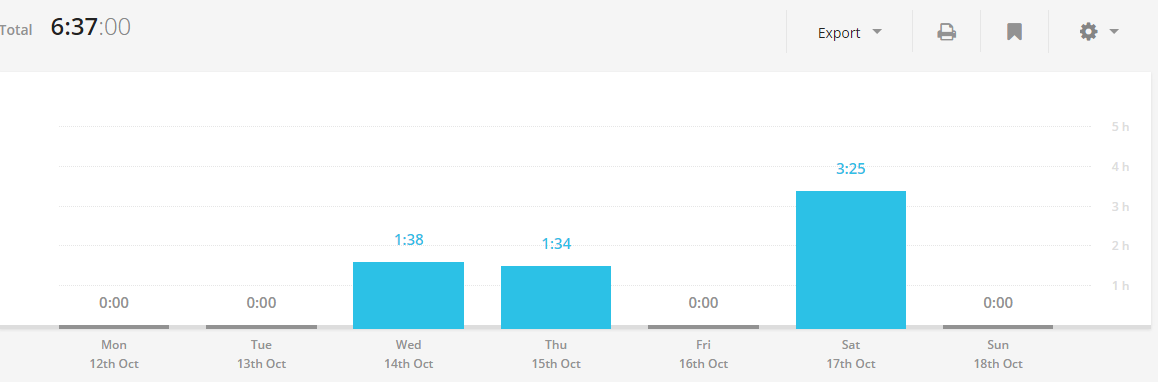 Total 6:37:00
Export
5 h
4 h
3:25
3 h
1:38
1:34
2 h
1 h
0:00 0:00 0:00 0:00
Mon Tue Wed Thu Fri Sat Sun
12th Oct 13th Oct 14th Oct 15th Oct 16th Oct 17th Oct 18th Oct